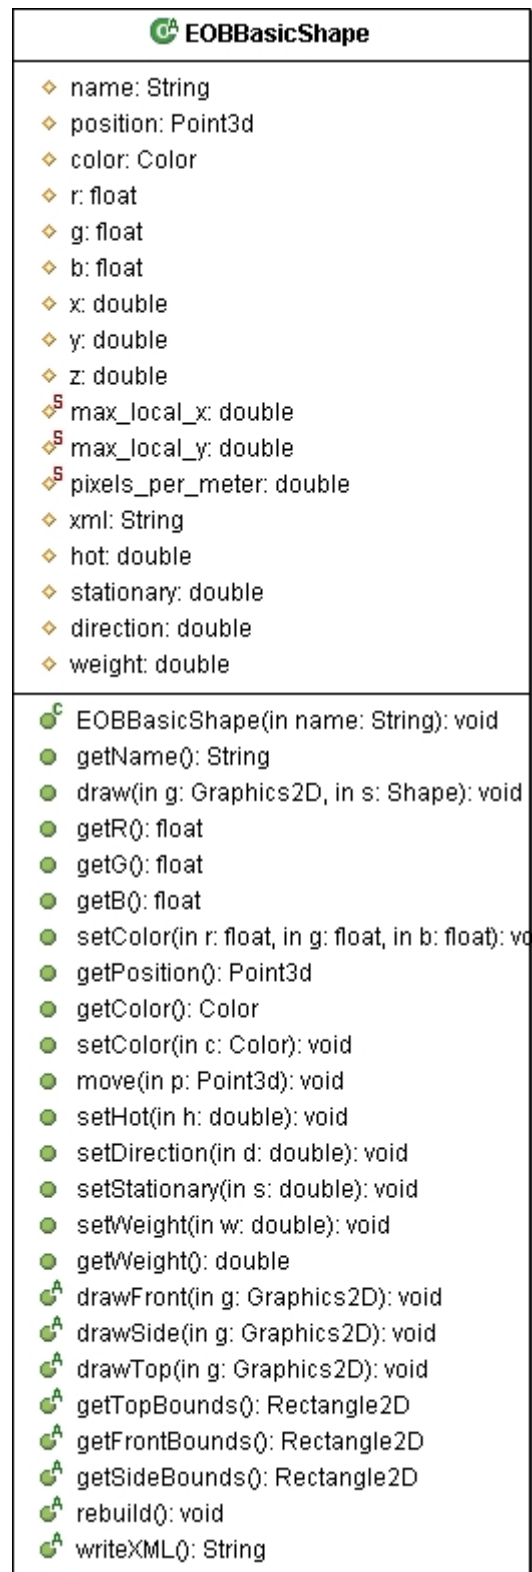 EOBBasicShape
name: String
position: Point3d
color: Color
r: float
g: float
b: float
x: double
y: double
z: double
S max_local_x: double
S max_local_y: double
S pixels_per_meter: double
xml: String
hot: double
stationary: double
direction: double
weight: double
C EOBBasicShape(in name: String): void
getName(): String
draw(in g: Graphics2D, in s: Shape): void
getR(): float
getG(): float
getB(): float
setColor(in r: float, in g: float, in b: float): vo
getPosition(): Point3d
getColor(): Color
setColor(in c: Color): void
move(in p: Point3d): void
setHot(in h: double): void
setDirection(in d: double): void
setStationary(in s: double): void
setWeight(in w: double): void
getWeight(): double
A drawFront(in g: Graphics2D): void
A drawSide(in g: Graphics2D): void
A drawTop(in g: Graphics2D): void
A getTopBounds(): Rectangle2D
A getFrontBounds(): Rectangle2D
A getSideBounds(): Rectangle2D
A rebuild(): void
A writeXML(): String